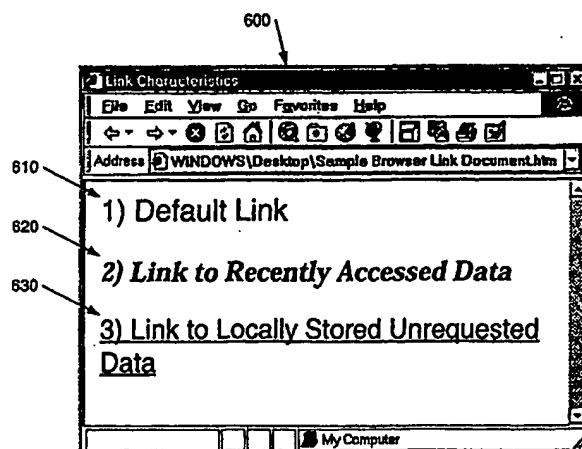 600
Link Characteristics
File Edit View Go Favorites Help
Address WINDOWS\Desktop\Sample Browser Link Document.htm
610
1) Default Link
620
2) Link to Recently Accessed Data
630
3) Link to Locally Stored Unrequested
Data
My Computer